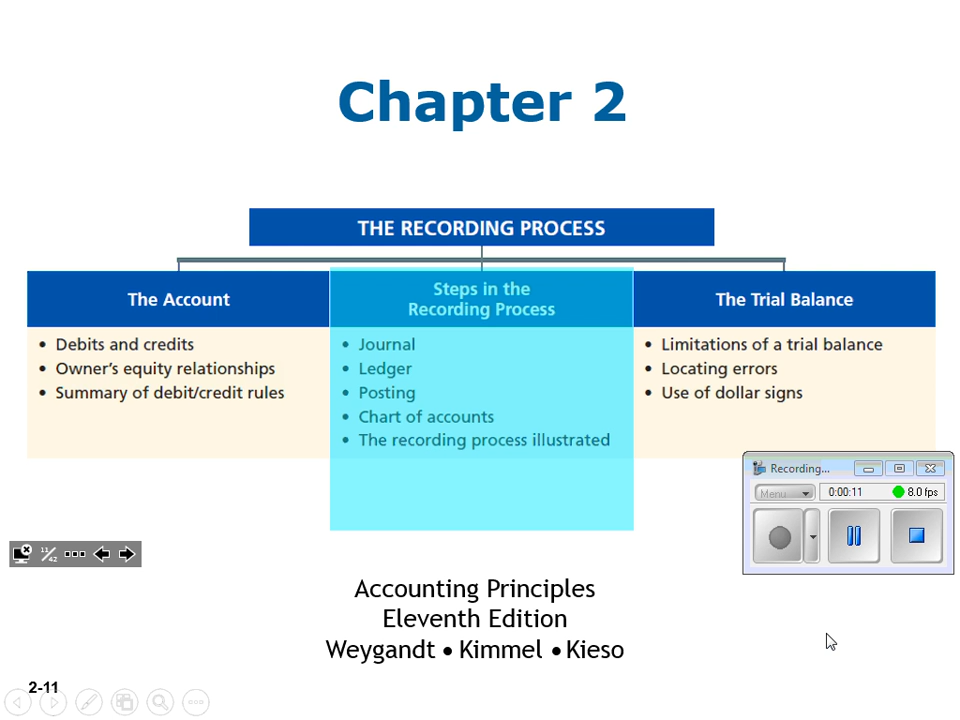 Chapter 2
THE RECORDING PROCESS
The Account
• Debits and credits
• Owner's equity relationships
• Summary of debit/credit rules
Steps in the
Recording Process
• Journal
• Ledger
• Posting
• Chart of accounts
• The recording process illustrated
The Trial Balance
• Limitations of a trial balance
• Locating errors
• Use of dollar signs
Recording...
Menu
0:00:11
8.0 fps
11/42
Accounting Principles
Eleventh Edition
Weygandt • Kimmel • Kieso
2-11